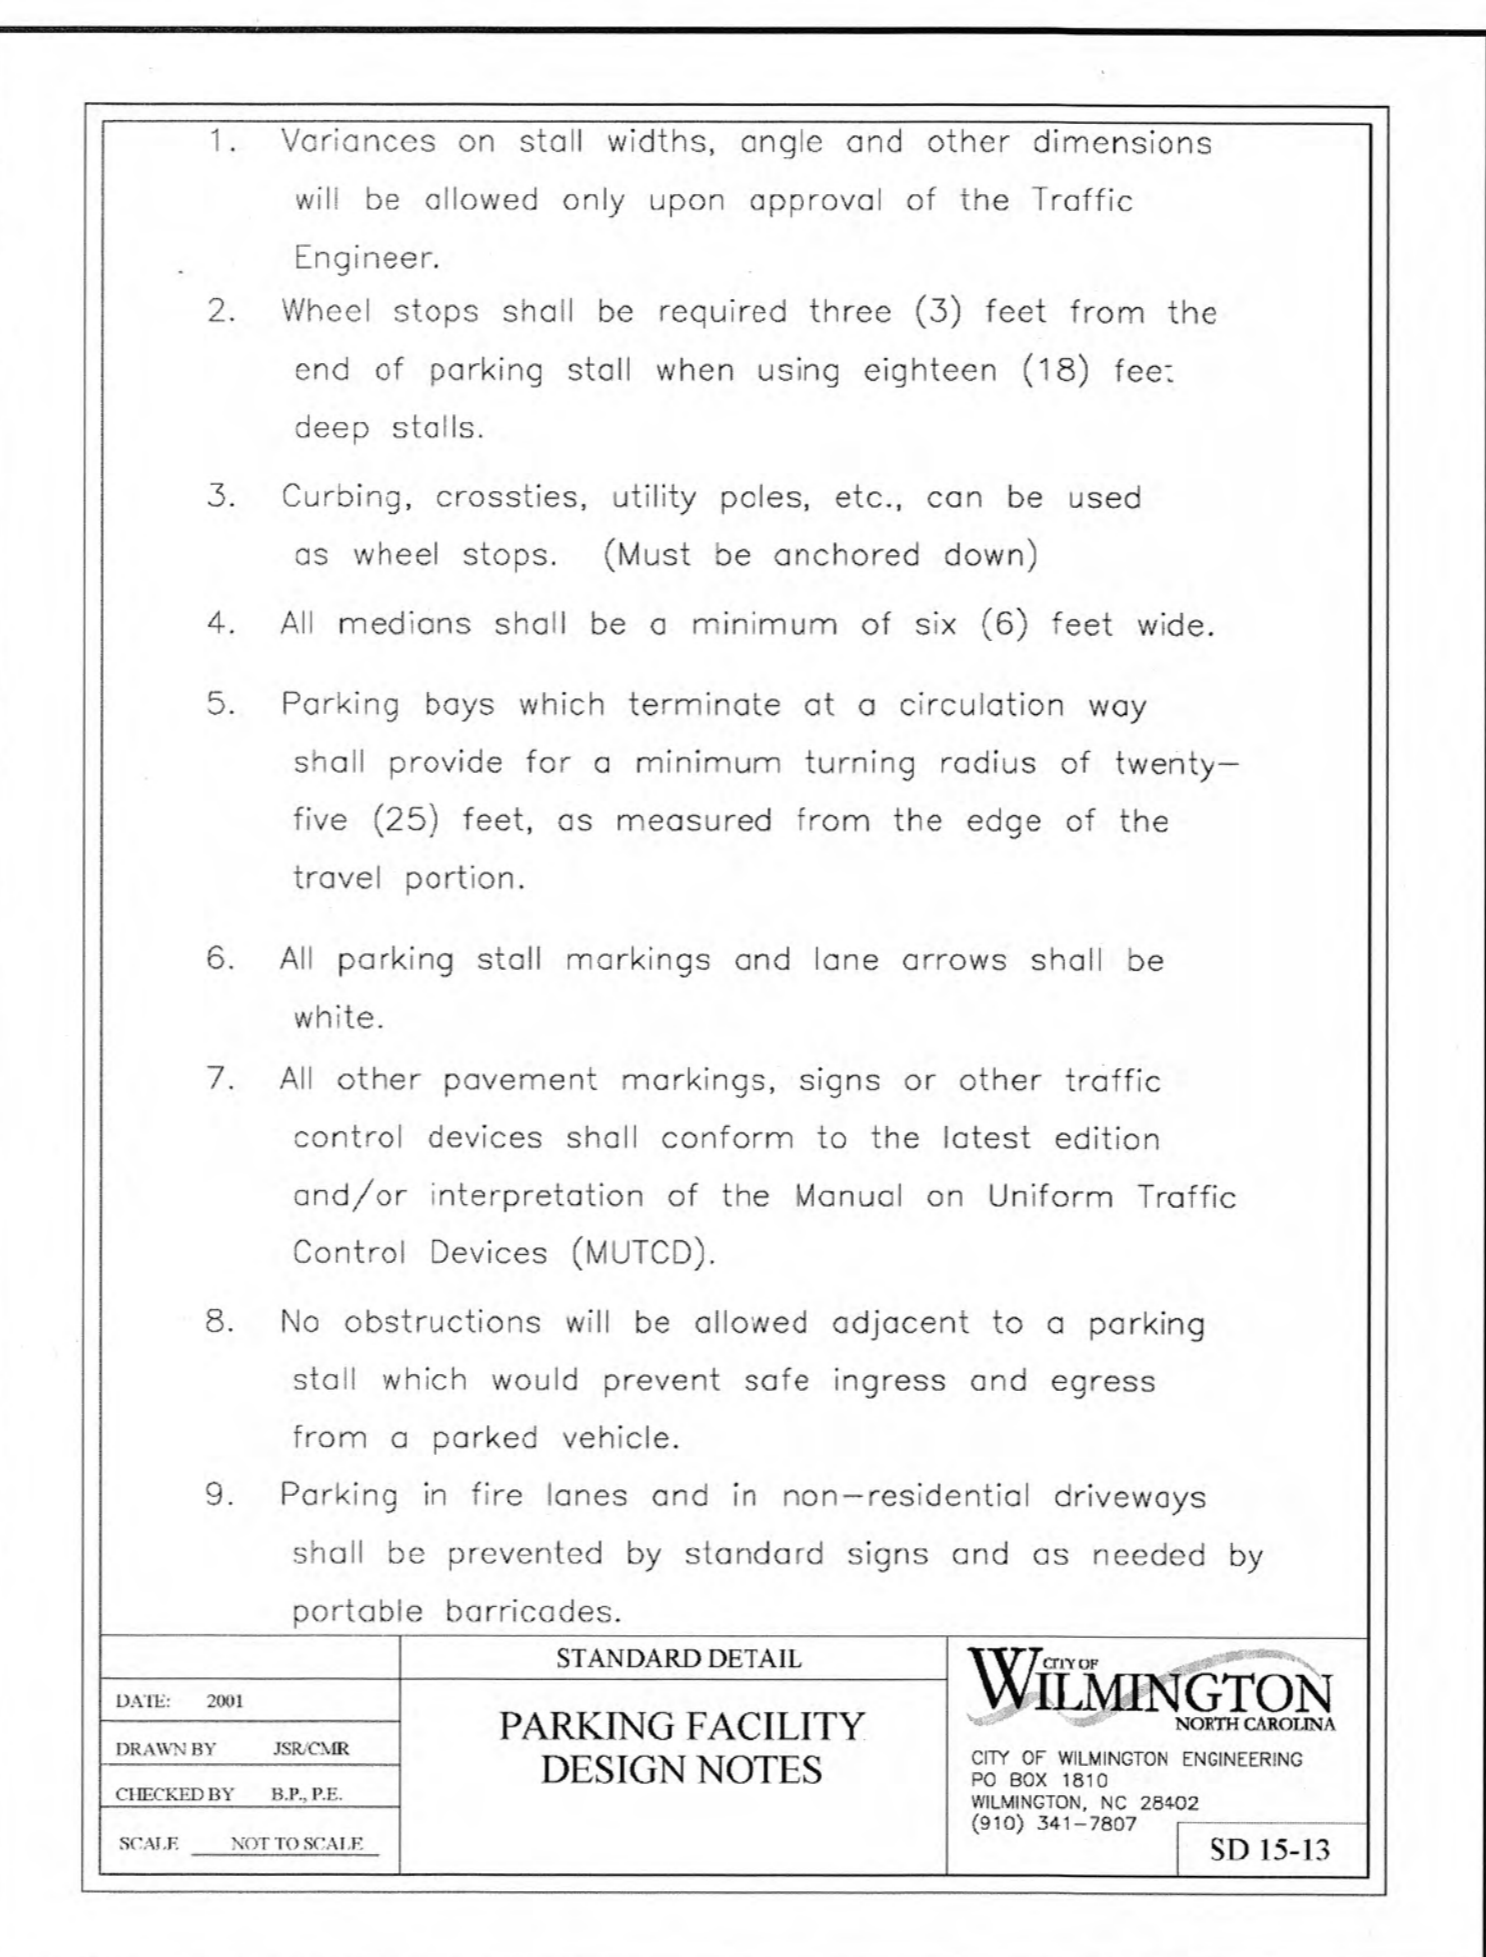 1. Variances on stall widths, angle and other dimensions
will be allowed only upon approval of the Traffic
Engineer.
2. Wheel stops shall be required three (3) feet from the
end of parking stall when using eighteen (18) feet
deep stalls.
3. Curbing, crossties, utility poles, etc., can be used
as wheel stops. (Must be anchored down)
4. All medians shall be a minimum of six (6) feet wide.
5. Parking bays which terminate at a circulation way
shall provide for a minimum turning radius of twenty-
five (25) feet, as measured from the edge of the
travel portion.
6. All parking stall markings and lane arrows shall be
white.
7. All other pavement markings, signs or other traffic
control devices shall conform to the latest edition
and/or interpretation of the Manual on Uniform Traffic
Control Devices (MUTCD).
8. No obstructions will be allowed adjacent to a parking
stall which would prevent safe ingress and egress
from a parked vehicle.
9. Parking in fire lanes and in non-residential driveways
shall be prevented by standard signs and as needed by
portable barricades.
DATE: 2001
DRAWN BY JSR/CMR
CHECKED BY B.P., P.E.
SCALE NOT TO SCALE
STANDARD DETAIL
PARKING FACILITY
DESIGN NOTES
CITY OF
WILMINGTON
NORTH CAROLINA
CITY OF WILMINGTON ENGINEERING
PO BOX 1810
WILMINGTON, NC 28402
(910) 341-7807
SD 15-13